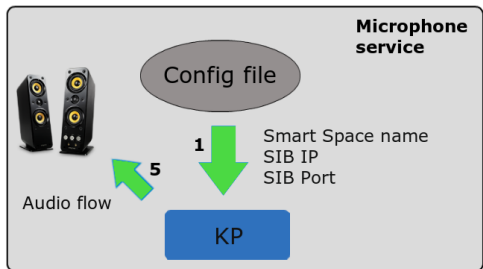 Microphone
service
Config file
1
Smart Space name
SIB IP
SIB Port
5
Audio flow
KP